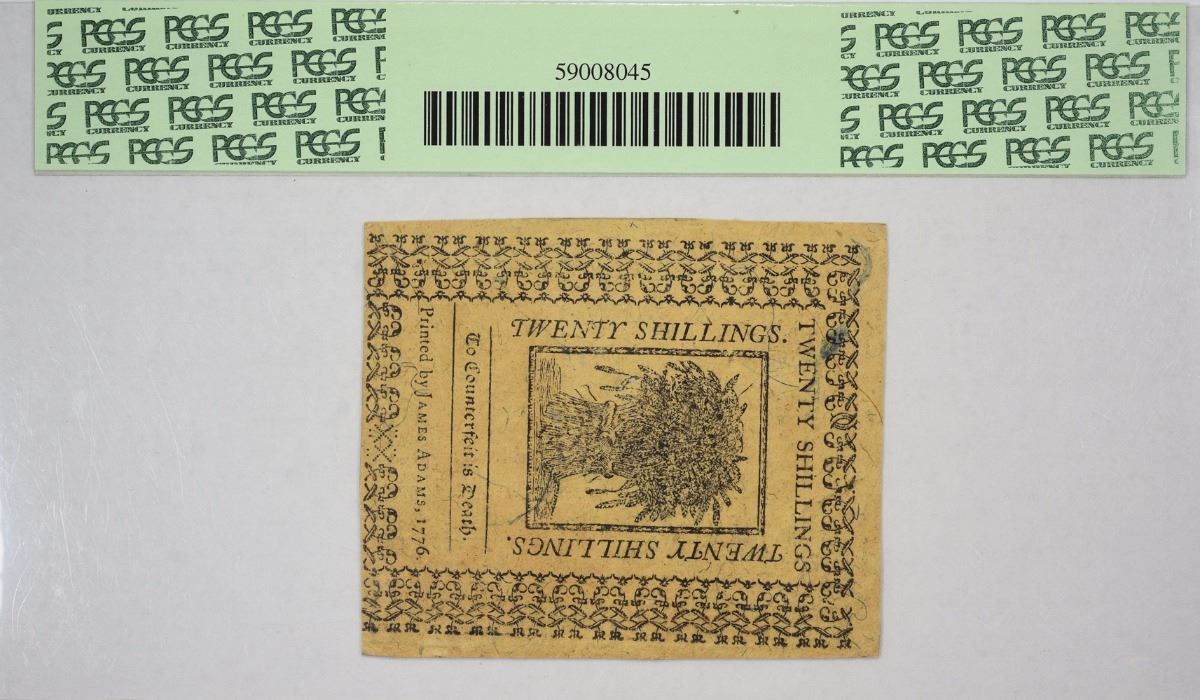 PCGS CURRENCY
59008045
TWENTY SHILLINGS.
TWENTY SHILLINGS
TWENTY SHILLINGS.
To Counterfeit is Death.
Printed by JAMES ADAMS, 1776.